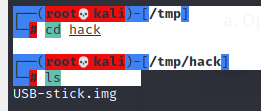 ┌──(root💀kali)-[/tmp]
└─# cd hack
┌──(root💀kali)-[/tmp/hack]
└─# ls
USB-stick.img